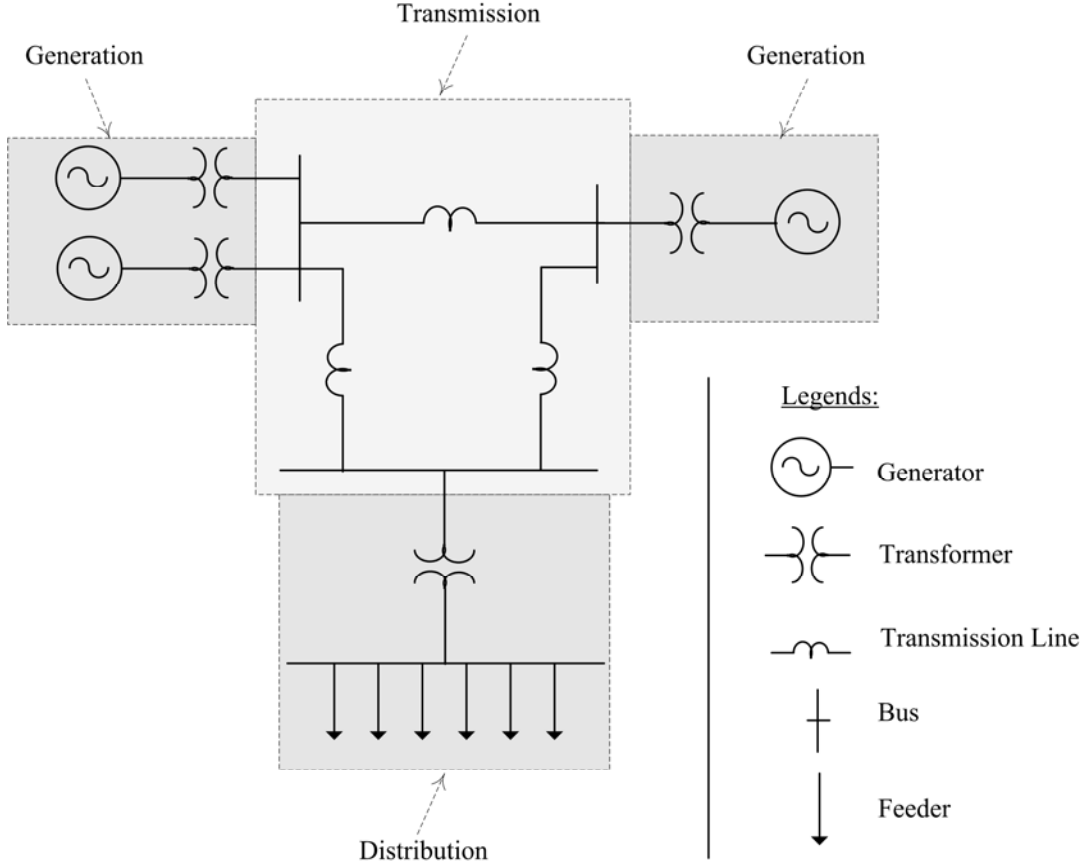 Transmission
Generation
Generation
Legends:
Generator
Transformer
Transmission Line
Bus
Feeder
Distribution